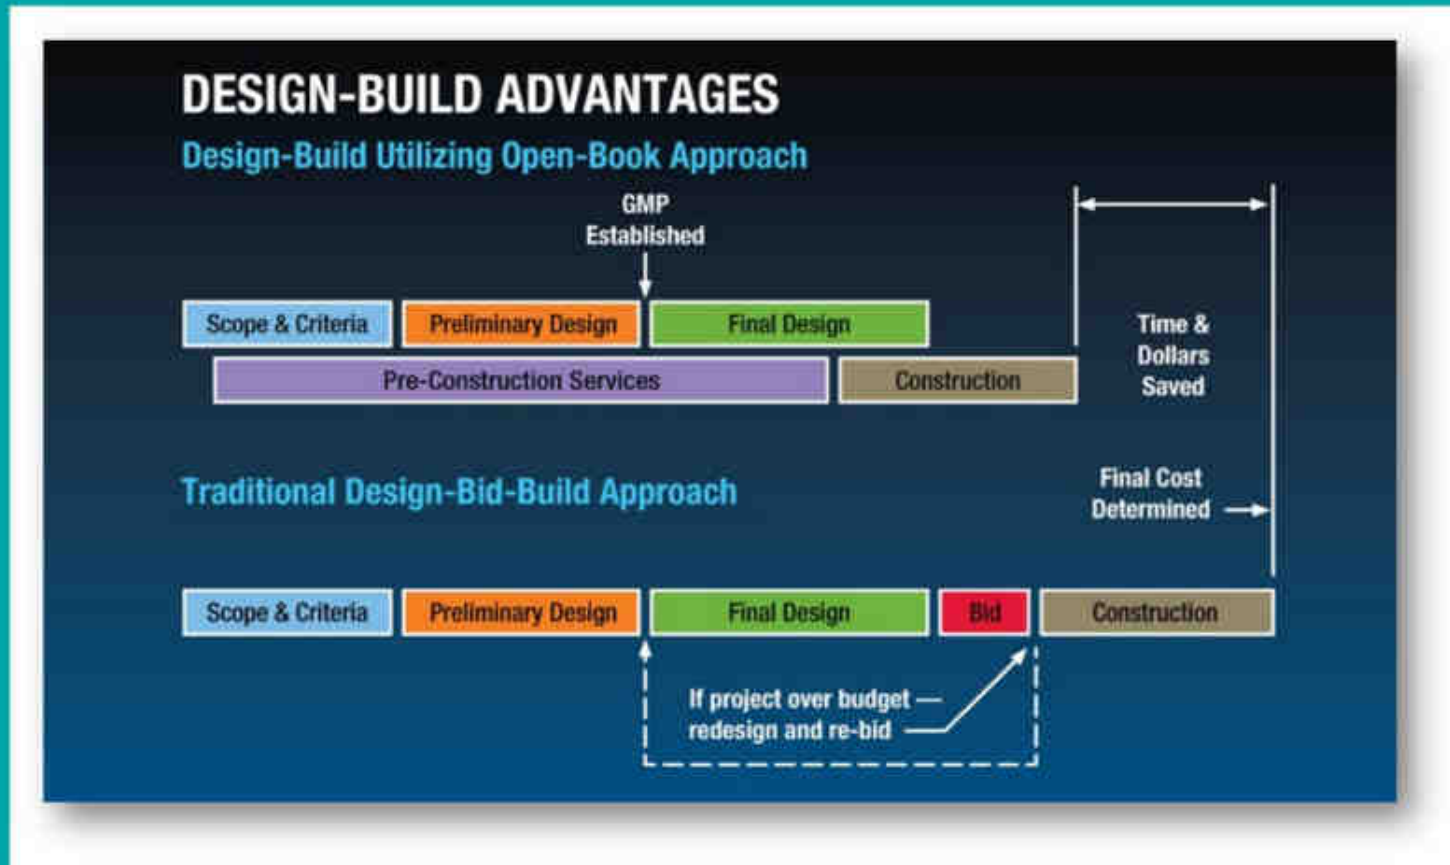 DESIGN-BUILD ADVANTAGES
Design-Build Utilizing Open-Book Approach
GMP
Established
Scope & Criteria
Preliminary Design
Final Design
Pre-Construction Services
Construction
Time &
Dollars
Saved
Traditional Design-Bid-Build Approach
Final Cost
Determined
Scope & Criteria
Preliminary Design
Final Design
Bid
Construction
If project over budget
redesign and re-bid